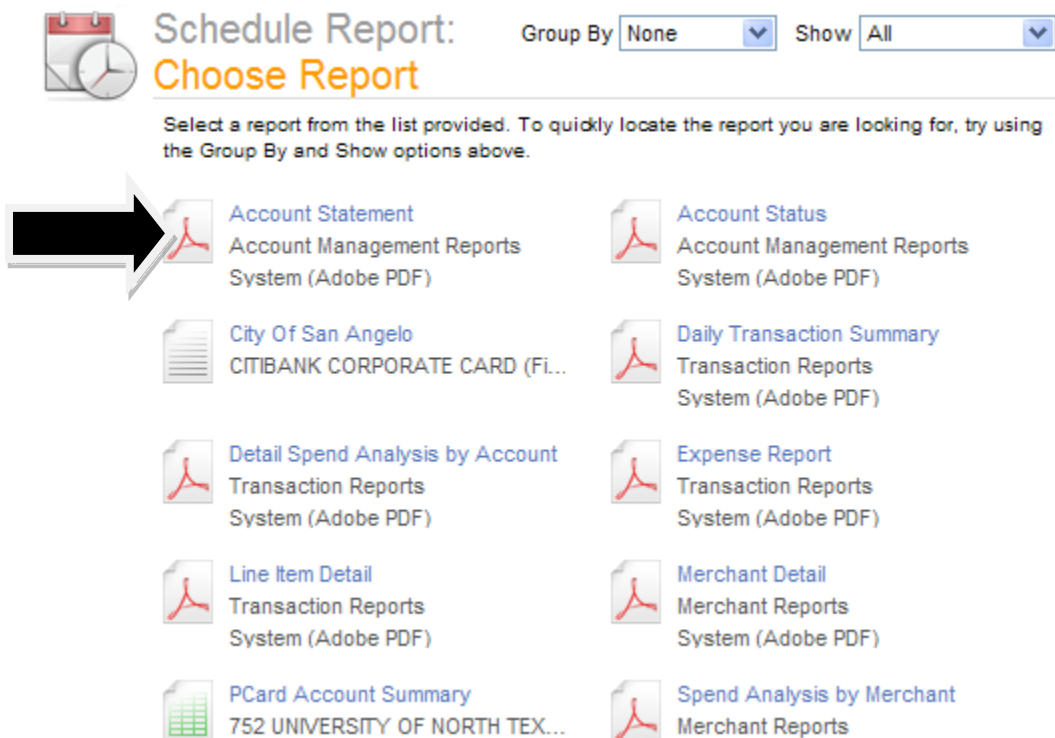 Schedule Report:
Group By None
Show All
Choose Report
Select a report from the list provided. To quickly locate the report you are looking for, try using
the Group By and Show options above.
Account Statement
Account Management Reports
System (Adobe PDF)
Account Status
Account Management Reports
System (Adobe PDF)
City Of San Angelo
CITIBANK CORPORATE CARD (Fi...
Daily Transaction Summary
Transaction Reports
System (Adobe PDF)
Detail Spend Analysis by Account
Transaction Reports
System (Adobe PDF)
Expense Report
Transaction Reports
System (Adobe PDF)
Line Item Detail
Transaction Reports
System (Adobe PDF)
Merchant Detail
Merchant Reports
System (Adobe PDF)
PCard Account Summary
752 UNIVERSITY OF NORTH TEX...
Spend Analysis by Merchant
Merchant Reports